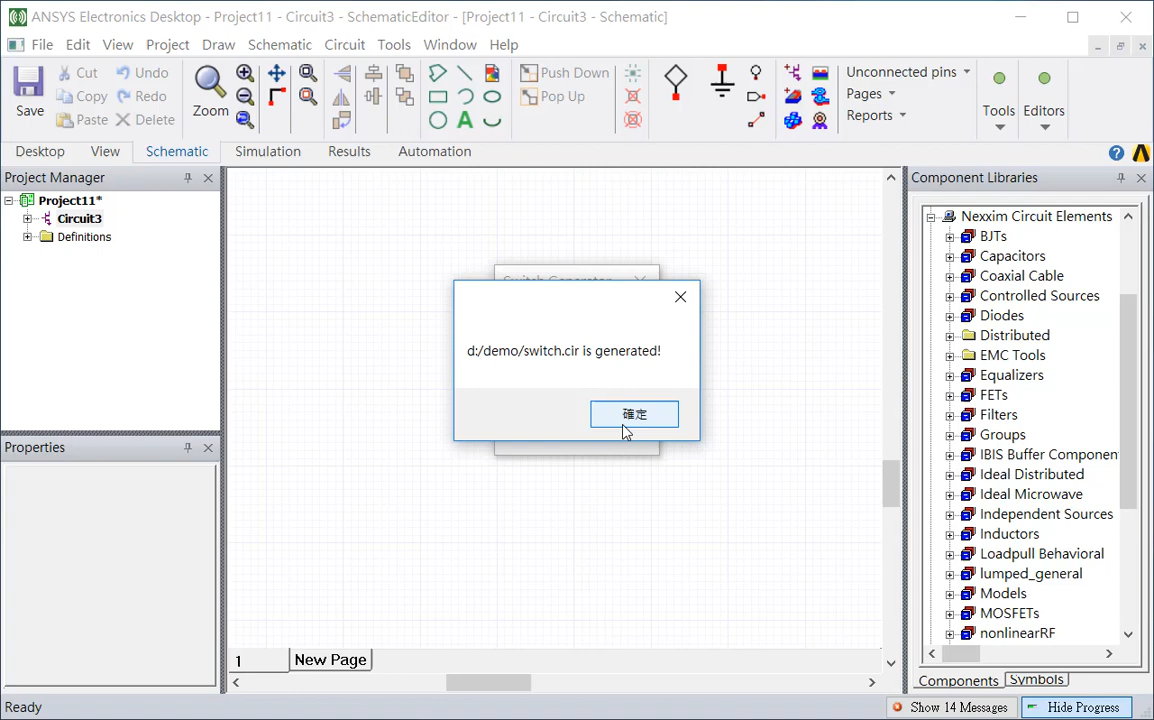 ANSYS Electronics Desktop - Project11 - Circuit3 - SchematicEditor - [Project11 - Circuit3 - Schematic]
File Edit View Project Draw Schematic Circuit Tools Window Help
Save
Cut
Copy
Paste
Undo
Redo
Delete
Zoom
Push Down
Pop Up
Unconnected pins
Pages
Reports
Tools
Editors
Desktop View Schematic Simulation Results Automation
Project Manager
Project11*
Circuit3
Definitions
Properties
Switch Generator
d:/demo/switch.cir is generated!
確定
1
New Page
Component Libraries
Nexxim Circuit Elements
BJTs
Capacitors
Coaxial Cable
Controlled Sources
Diodes
Distributed
EMC Tools
Equalizers
FETs
Filters
Groups
IBIS Buffer Componen
Ideal Distributed
Ideal Microwave
Independent Sources
Inductors
Loadpull Behavioral
lumped_general
Models
MOSFETs
nonlinearRF
Components Symbols
Ready
Show 14 Messages
Hide Progress